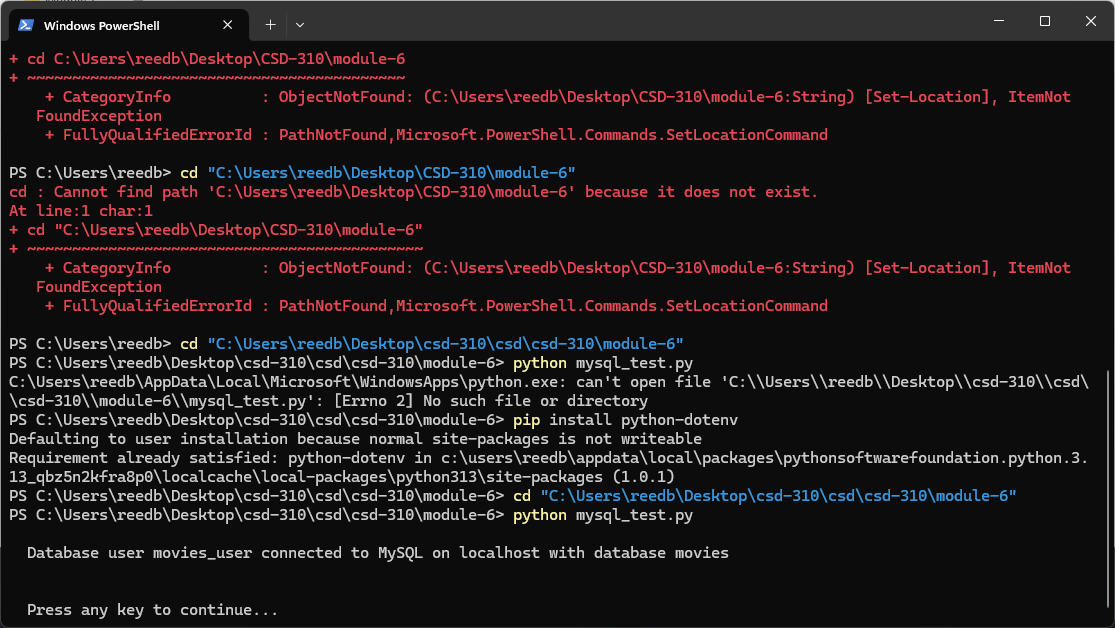 Windows PowerShell
+ cd C:\Users\reedb\Desktop\CSD-310\module-6
+ ~~~~~~~~~~~~~~~~~~~~~~~~~~~~~~~~~~~~~~~~~~
    + CategoryInfo          : ObjectNotFound: (C:\Users\reedb\Desktop\CSD-310\module-6:String) [Set-Location], ItemNot
   FoundException
    + FullyQualifiedErrorId : PathNotFound,Microsoft.PowerShell.Commands.SetLocationCommand
PS C:\Users\reedb> cd "C:\Users\reedb\Desktop\CSD-310\module-6"
cd : Cannot find path 'C:\Users\reedb\Desktop\CSD-310\module-6' because it does not exist.
At line:1 char:1
+ cd "C:\Users\reedb\Desktop\CSD-310\module-6"
+ ~~~~~~~~~~~~~~~~~~~~~~~~~~~~~~~~~~~~~~~~~~~~
    + CategoryInfo          : ObjectNotFound: (C:\Users\reedb\Desktop\CSD-310\module-6:String) [Set-Location], ItemNot
   FoundException
    + FullyQualifiedErrorId : PathNotFound,Microsoft.PowerShell.Commands.SetLocationCommand
PS C:\Users\reedb> cd "C:\Users\reedb\Desktop\csd-310\csd\csd-310\module-6"
PS C:\Users\reedb\Desktop\csd-310\csd\csd-310\module-6> python mysql_test.py
C:\Users\reedb\AppData\Local\Microsoft\WindowsApps\python.exe: can't open file 'C:\\Users\\reedb\\Desktop\\csd-310\\csd\
\csd-310\\module-6\\mysql_test.py': [Errno 2] No such file or directory
PS C:\Users\reedb\Desktop\csd-310\csd\csd-310\module-6> pip install python-dotenv
Defaulting to user installation because normal site-packages is not writeable
Requirement already satisfied: python-dotenv in c:\users\reedb\appdata\local\packages\pythonsoftwarefoundation.python.3.
13_qbz5n2kfra8p0\localcache\local-packages\python313\site-packages (1.0.1)
PS C:\Users\reedb\Desktop\csd-310\csd\csd-310\module-6> cd "C:\Users\reedb\Desktop\csd-310\csd\csd-310\module-6"
PS C:\Users\reedb\Desktop\csd-310\csd\csd-310\module-6> python mysql_test.py
  Database user movies_user connected to MySQL on localhost with database movies
  Press any key to continue...